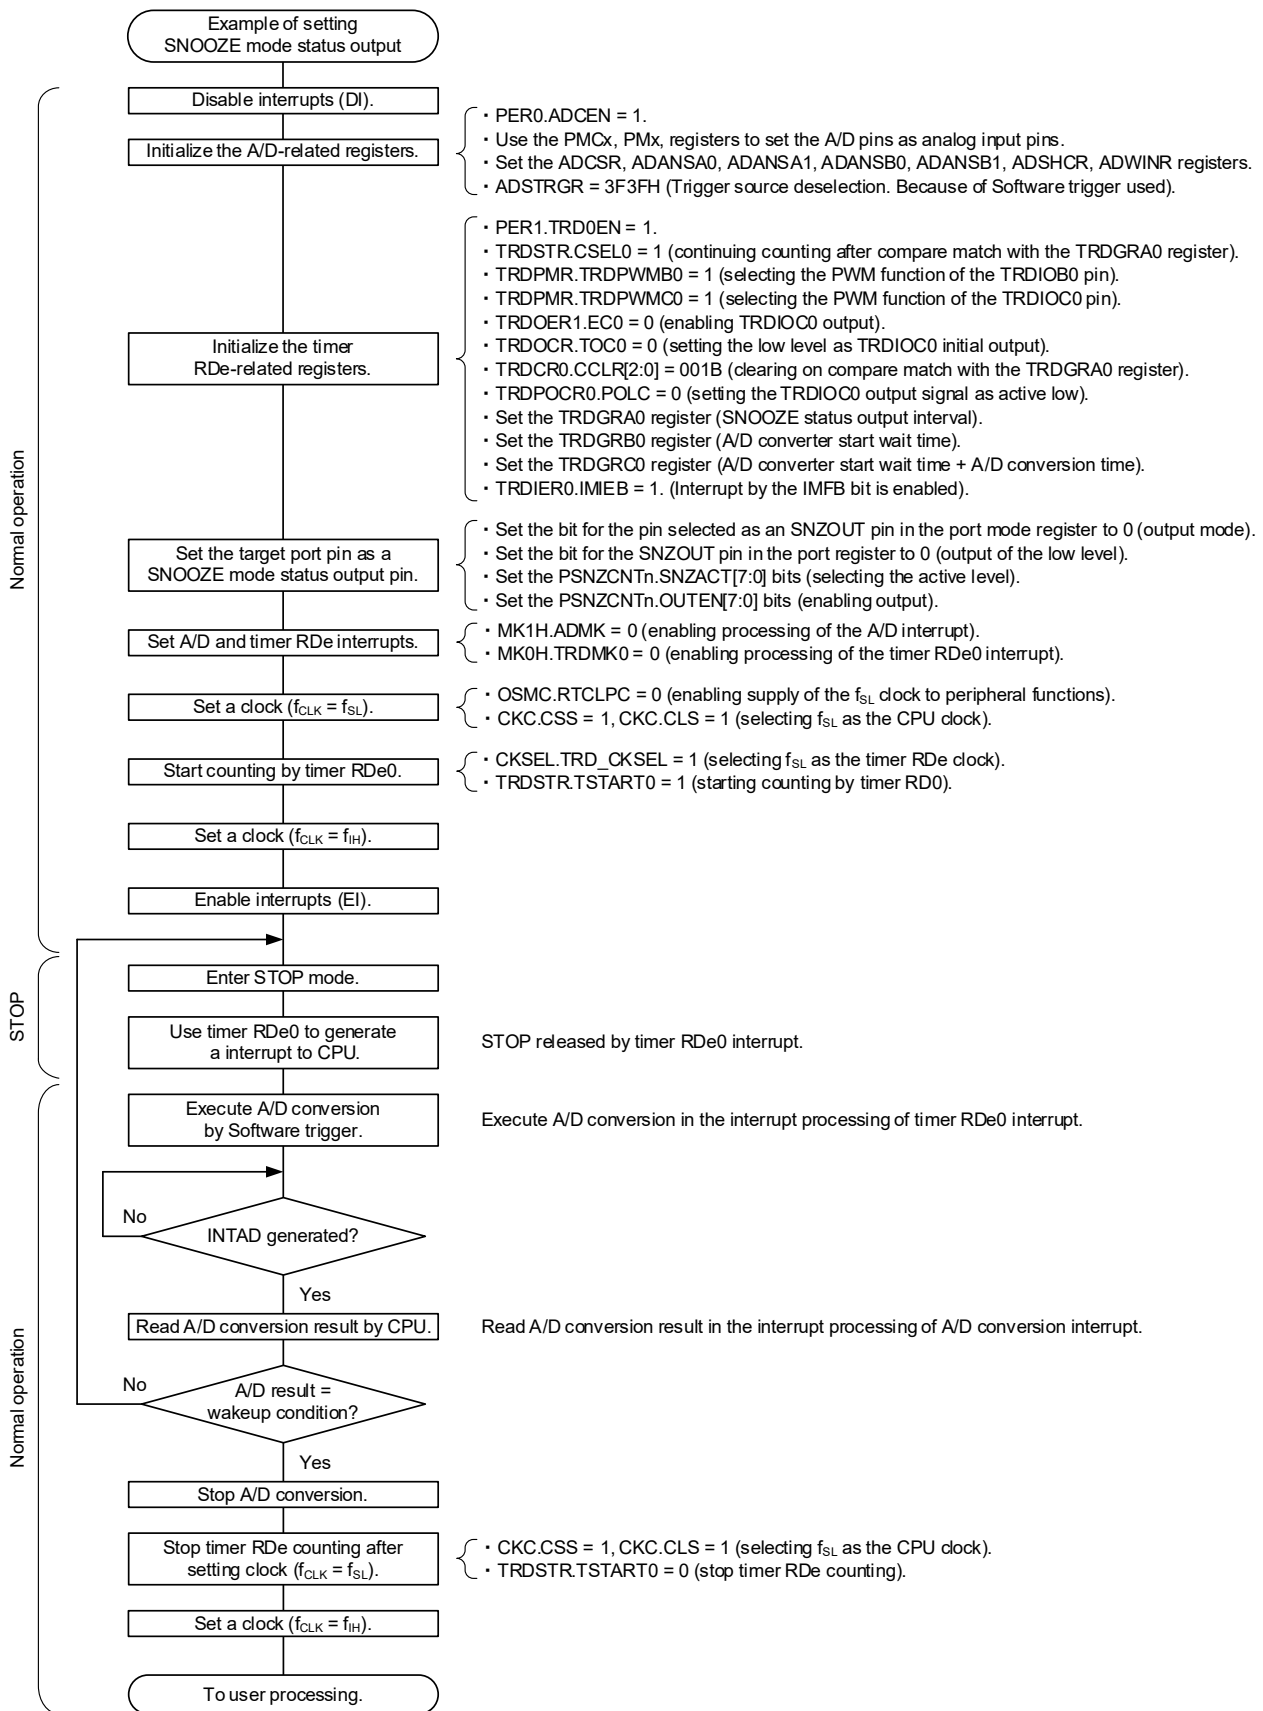 Example of setting
SNOOZE mode status output
Disable interrupts (DI).
Initialize the A/D-related registers.
・PER0.ADCEN = 1.
・Use the PMCx, PMx, registers to set the A/D pins as analog input pins.
・Set the ADCSR, ADANSA0, ADANSA1, ADANSB0, ADANSB1, ADSHCR, ADWINR registers.
・ADSTRGR = 3F3FH (Trigger source deselection. Because of Software trigger used).
Initialize the timer
RDe-related registers.
・PER1.TRD0EN = 1.
・TRDSTR.CSEL0 = 1 (continuing counting after compare match with the TRDGRA0 register).
・TRDPMR.TRDPWMB0 = 1 (selecting the PWM function of the TRDIOB0 pin).
・TRDPMR.TRDPWMC0 = 1 (selecting the PWM function of the TRDIOC0 pin).
・TRDOER1.EC0 = 0 (enabling TRDIOC0 output).
・TRDOCR.TOC0 = 0 (setting the low level as TRDIOC0 initial output).
・TRDCR0.CCLR[2:0] = 001B (clearing on compare match with the TRDGRA0 register).
・TRDPOCR0.POLC = 0 (setting the TRDIOC0 output signal as active low).
・Set the TRDGRA0 register (SNOOZE status output interval).
・Set the TRDGRB0 register (A/D converter start wait time).
・Set the TRDGRC0 register (A/D converter start wait time + A/D conversion time).
・TRDIER0.IMIEB = 1. (Interrupt by the IMFB bit is enabled).
Normal operation
Set the target port pin as a
SNOOZE mode status output pin.
・Set the bit for the pin selected as an SNZOUT pin in the port mode register to 0 (output mode).
・Set the bit for the SNZOUT pin in the port register to 0 (output of the low level).
・Set the PSNZCNTn.SNZACT[7:0] bits (selecting the active level).
・Set the PSNZCNTn.OUTEN[7:0] bits (enabling output).
Set A/D and timer RDe interrupts.
・MK1H.ADMK = 0 (enabling processing of the A/D interrupt).
・MK0H.TRDMK0 = 0 (enabling processing of the timer RDe0 interrupt).
Set a clock (fCLK = fSL).
・OSMC.RTCLPC = 0 (enabling supply of the fSL clock to peripheral functions).
・CKC.CSS = 1, CKC.CLS = 1 (selecting fSL as the CPU clock).
Start counting by timer RDe0.
・CKSEL.TRD_CKSEL = 1 (selecting fSL as the timer RDe clock).
・TRDSTR.TSTART0 = 1 (starting counting by timer RD0).
Set a clock (fCLK = fIH).
Enable interrupts (EI).
STOP
Enter STOP mode.
Use timer RDe0 to generate
a interrupt to CPU.
STOP released by timer RDe0 interrupt.
Execute A/D conversion
by Software trigger.
Execute A/D conversion in the interrupt processing of timer RDe0 interrupt.
No
INTAD generated?
Yes
Read A/D conversion result by CPU.
Read A/D conversion result in the interrupt processing of A/D conversion interrupt.
Normal operation
No
A/D result =
wakeup condition?
Yes
Stop A/D conversion.
Stop timer RDe counting after
setting clock (fCLK = fSL).
・CKC.CSS = 1, CKC.CLS = 1 (selecting fSL as the CPU clock).
・TRDSTR.TSTART0 = 0 (stop timer RDe counting).
Set a clock (fCLK = fIH).
To user processing.